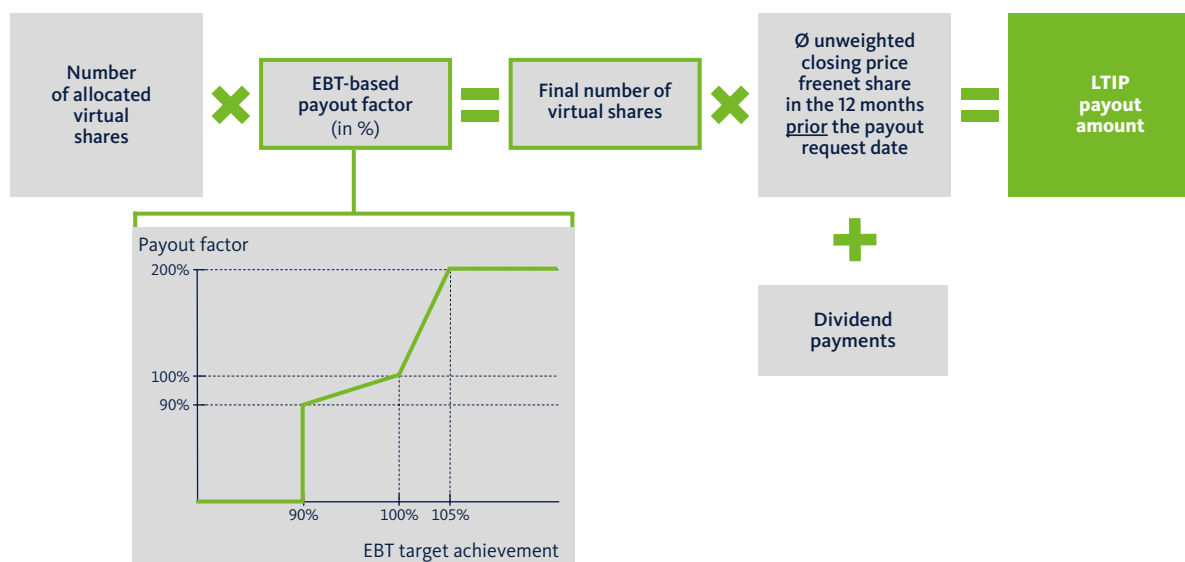 Number
of allocated
virtual
shares
EBT-based
payout factor
(in %)
Final number of
virtual shares
Ø unweighted
closing price
freenet share
in the 12 months
prior the payout
request date
LTIP
payout
amount
Dividend
payments
Payout factor
200%
100%
90%
90%
100%
105%
EBT target achievement